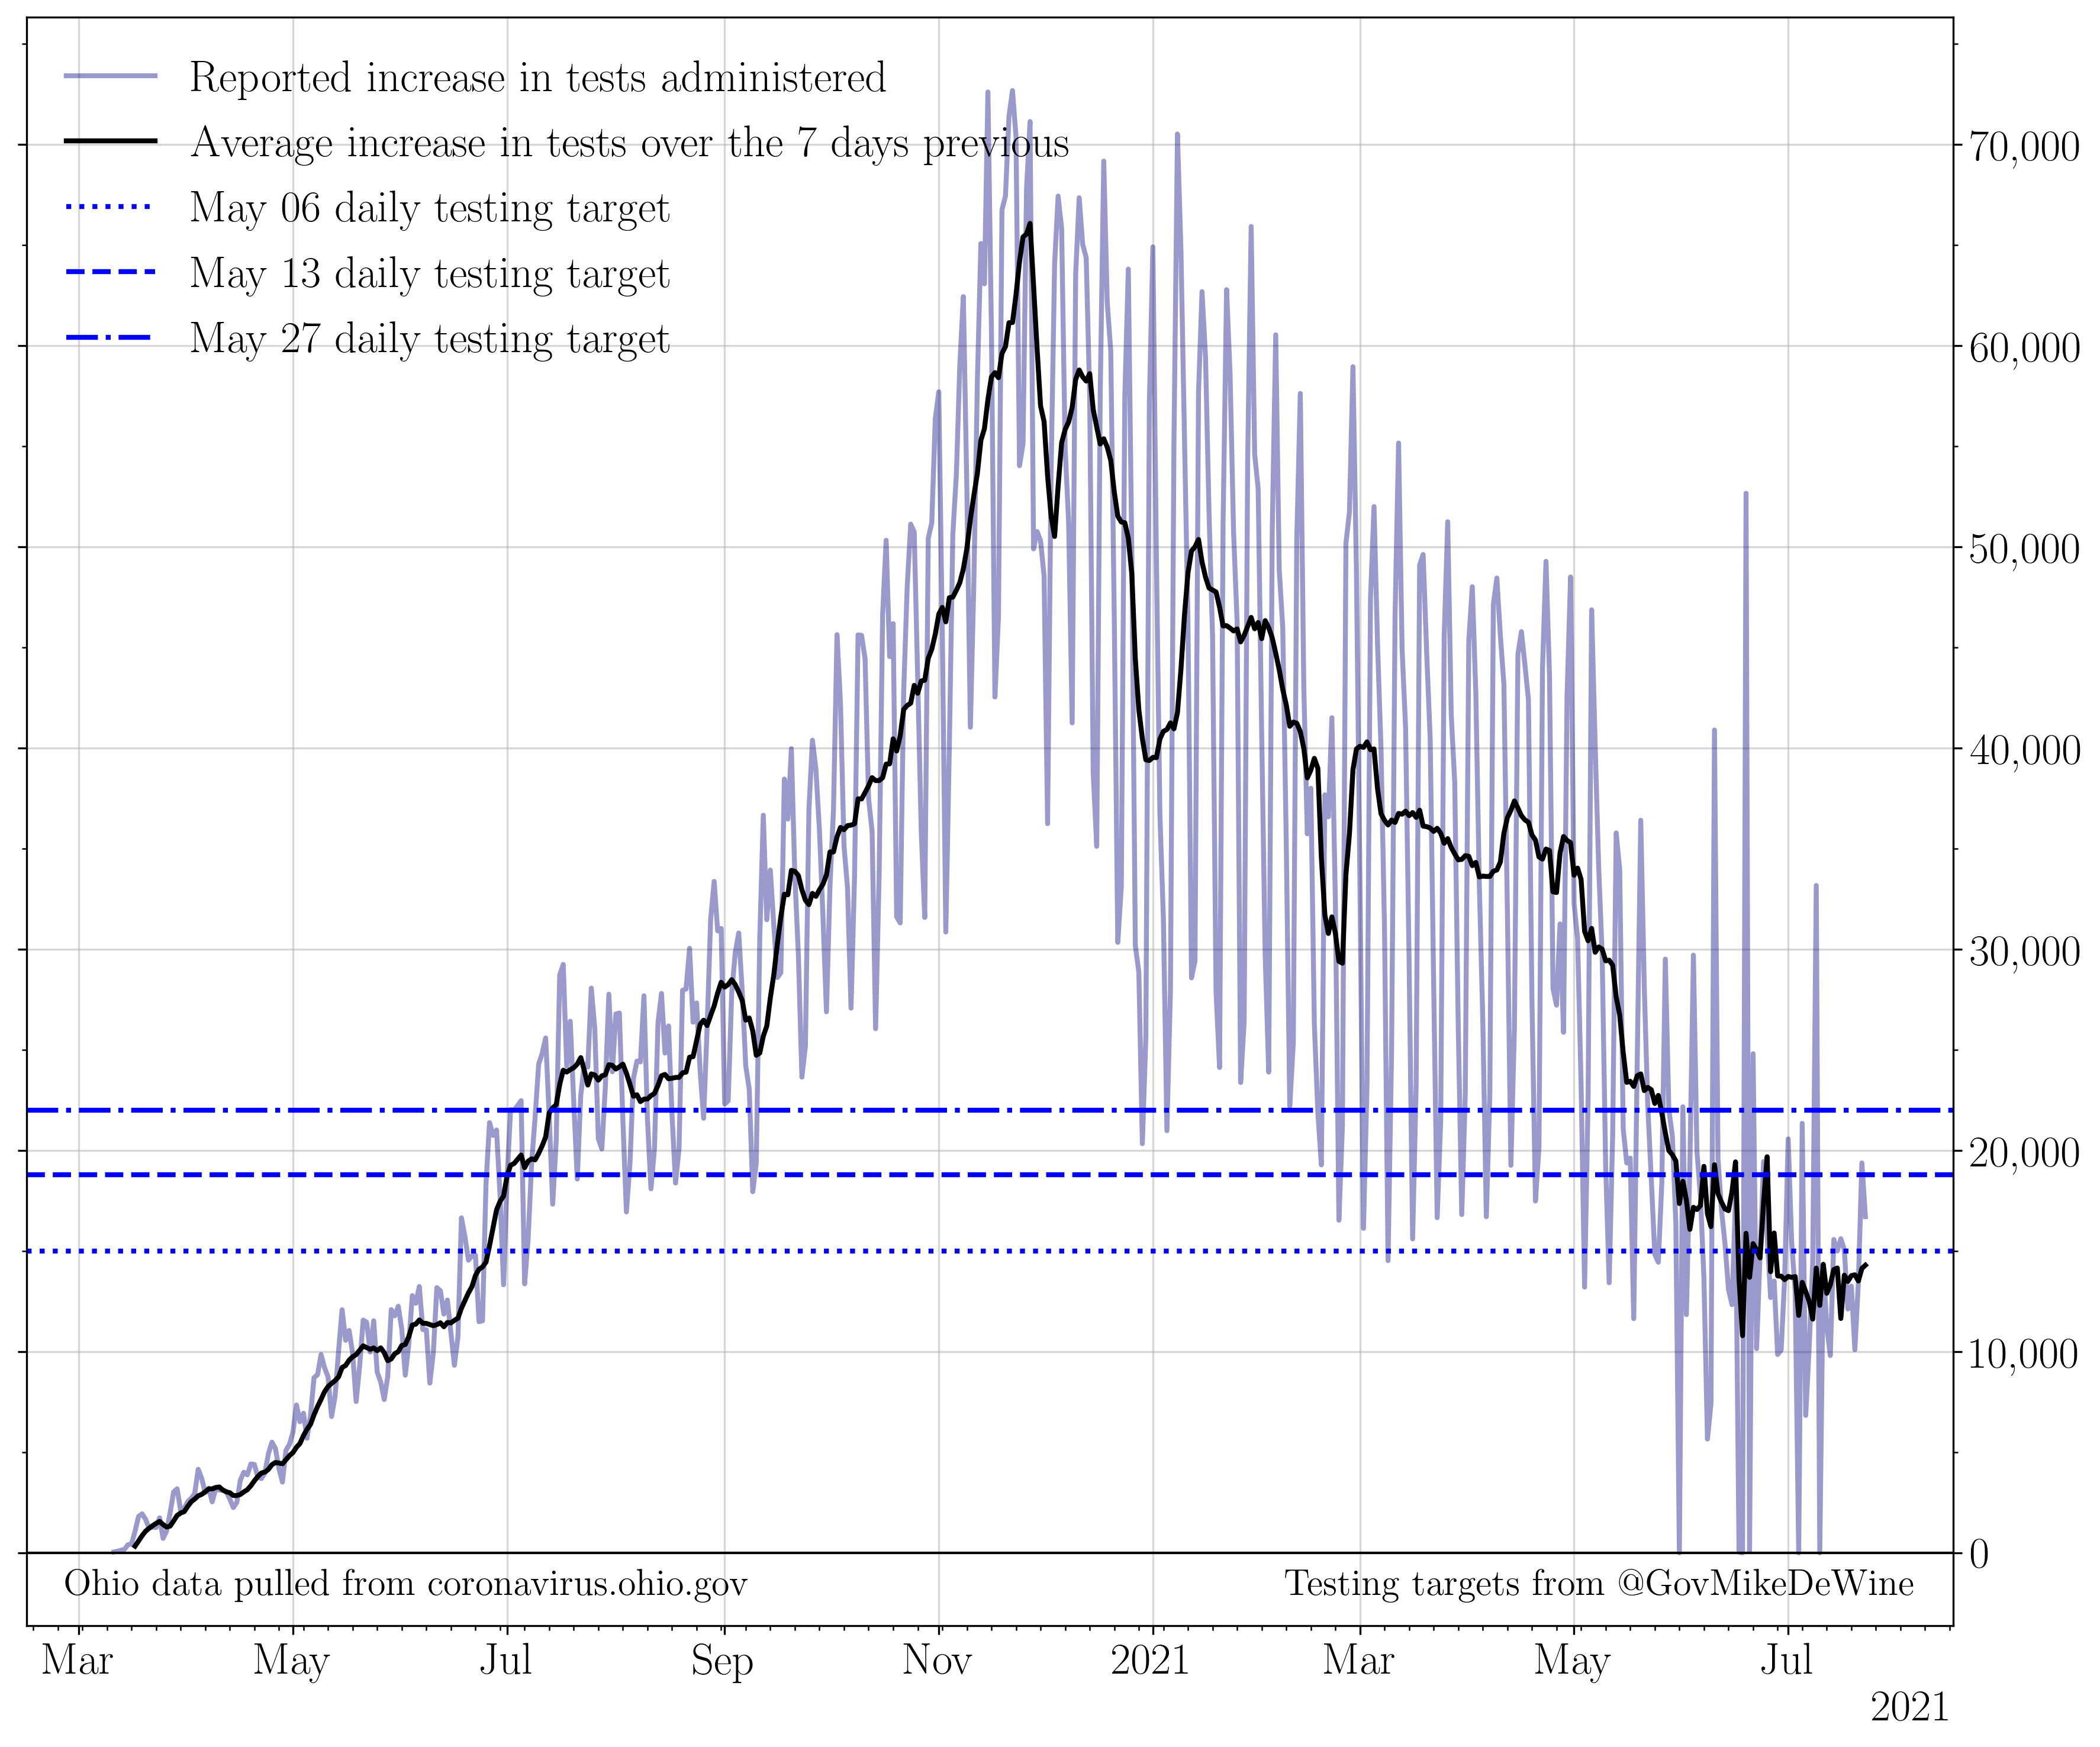 Reported increase in tests administered
Average increase in tests over the 7 days previous
May 06 daily testing target
May 13 daily testing target
May 27 daily testing target
70,000
60,000
50,000
40,000
30,000
20,000
10,000
0
Ohio data pulled from coronavirus.ohio.gov
Testing targets from @GovMikeDeWine
Mar May Jul Sep Nov 2021 Mar May Jul
2021